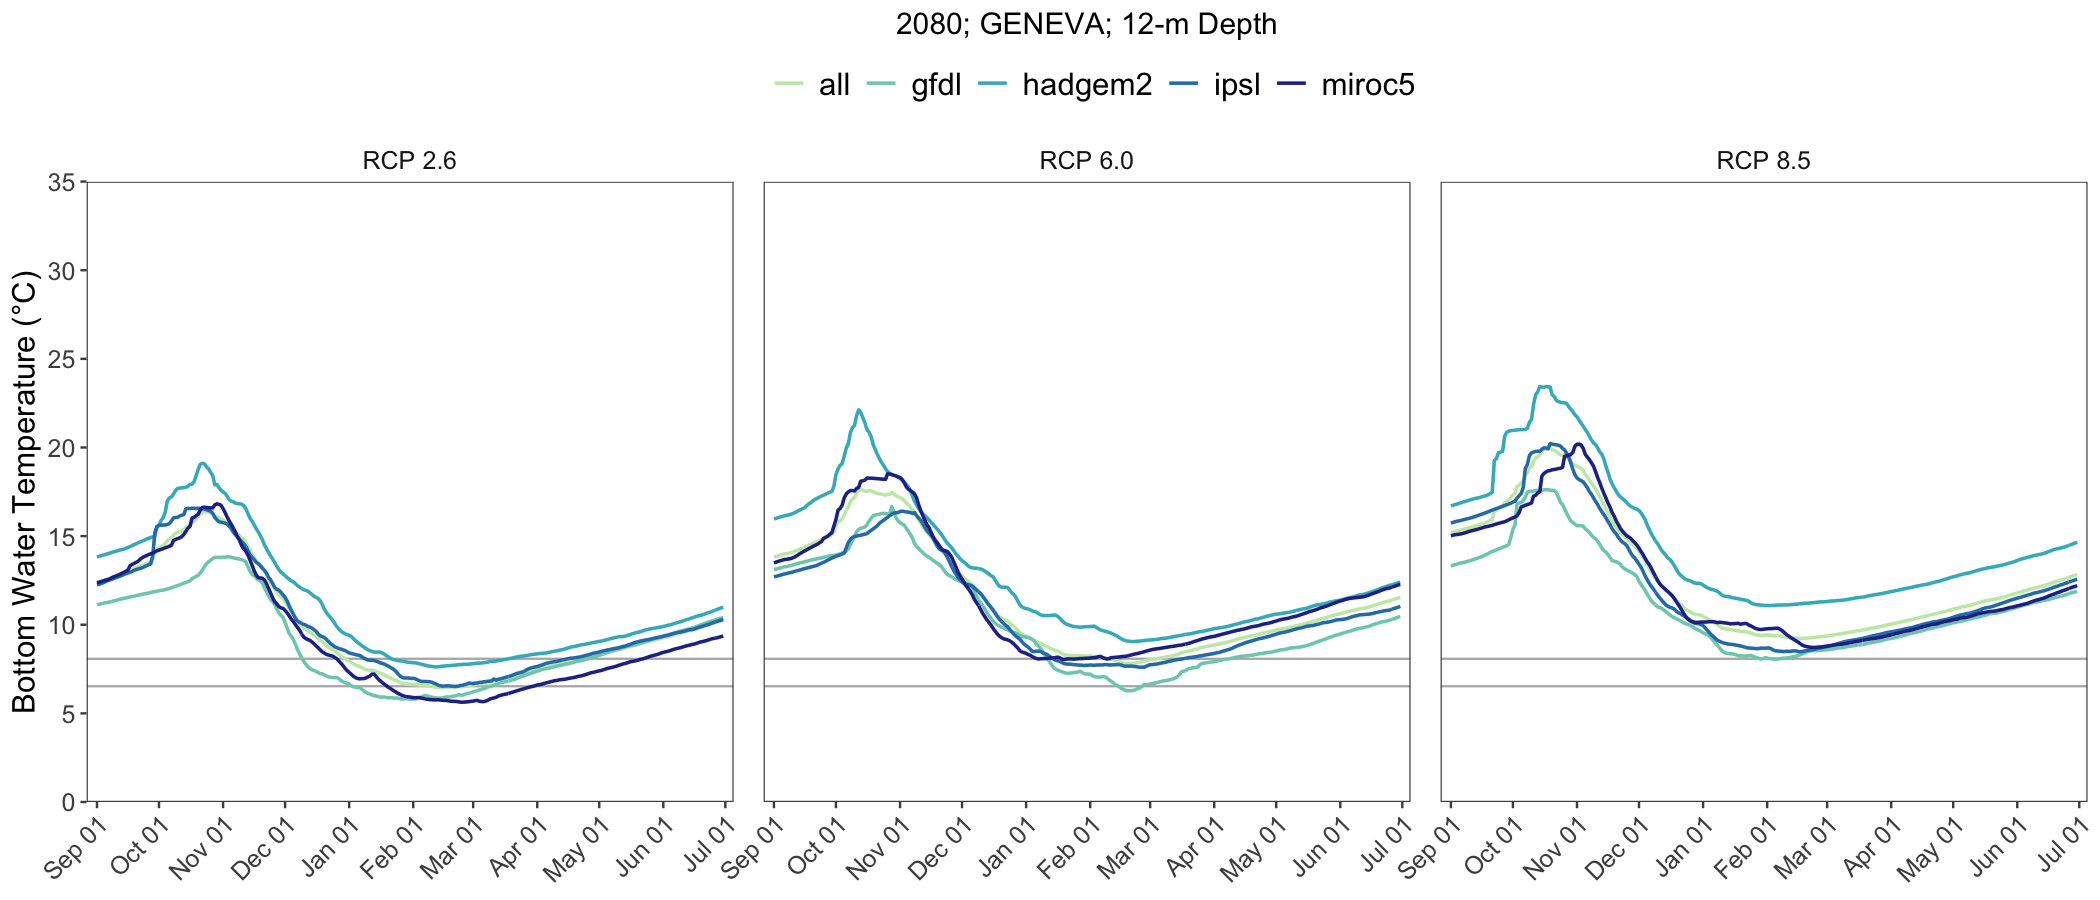 2080; GENEVA; 12-m Depth
all gfdl hadgem2 ipsl miroc5
RCP 2.6 RCP 6.0 RCP 8.5
Bottom Water Temperature (°C)
35
30
25
20
15
10
5
0
Sep 01 Oct 01 Nov 01 Dec 01 Jan 01 Feb 01 Mar 01 Apr 01 May 01 Jun 01 Jul 01
Sep 01 Oct 01 Nov 01 Dec 01 Jan 01 Feb 01 Mar 01 Apr 01 May 01 Jun 01 Jul 01
Sep 01 Oct 01 Nov 01 Dec 01 Jan 01 Feb 01 Mar 01 Apr 01 May 01 Jun 01 Jul 01